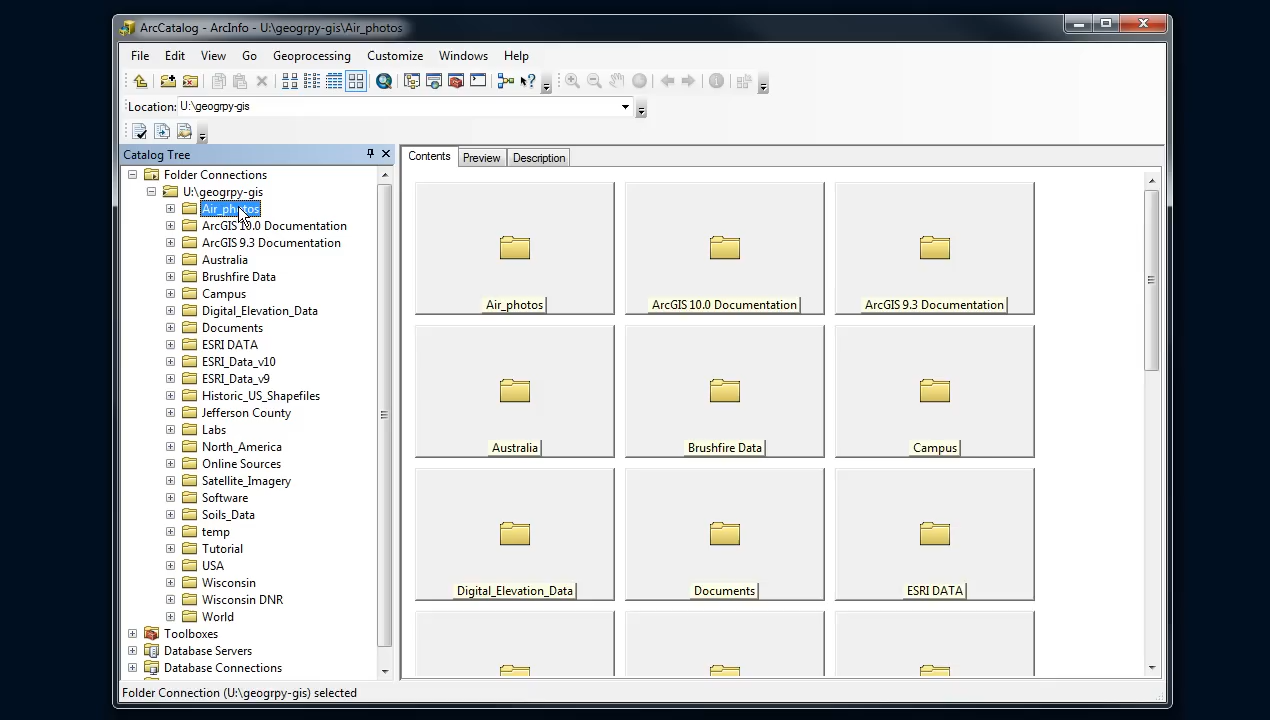 ArcCatalog - ArcInfo - U:\geogrpy-gis\Air_photos
File Edit View Go Geoprocessing Customize Windows Help
Location: U:\geogrpy-gis
Catalog Tree
Folder Connections
U:\geogrpy-gis
Air_photos
ArcGIS 10.0 Documentation
ArcGIS 9.3 Documentation
Australia
Brushfire Data
Campus
Digital_Elevation_Data
Documents
ESRI DATA
ESRI_Data_v10
ESRI_Data_v9
Historic_US_Shapefiles
Jefferson County
Labs
North_America
Online Sources
Satellite_Imagery
Software
Soils_Data
temp
Tutorial
USA
Wisconsin
Wisconsin DNR
World
Toolboxes
Database Servers
Database Connections
Contents Preview Description
Air_photos ArcGIS 10.0 Documentation ArcGIS 9.3 Documentation
Australia Brushfire Data Campus
Digital_Elevation_Data Documents ESRI DATA
Folder Connection (U:\geogrpy-gis) selected